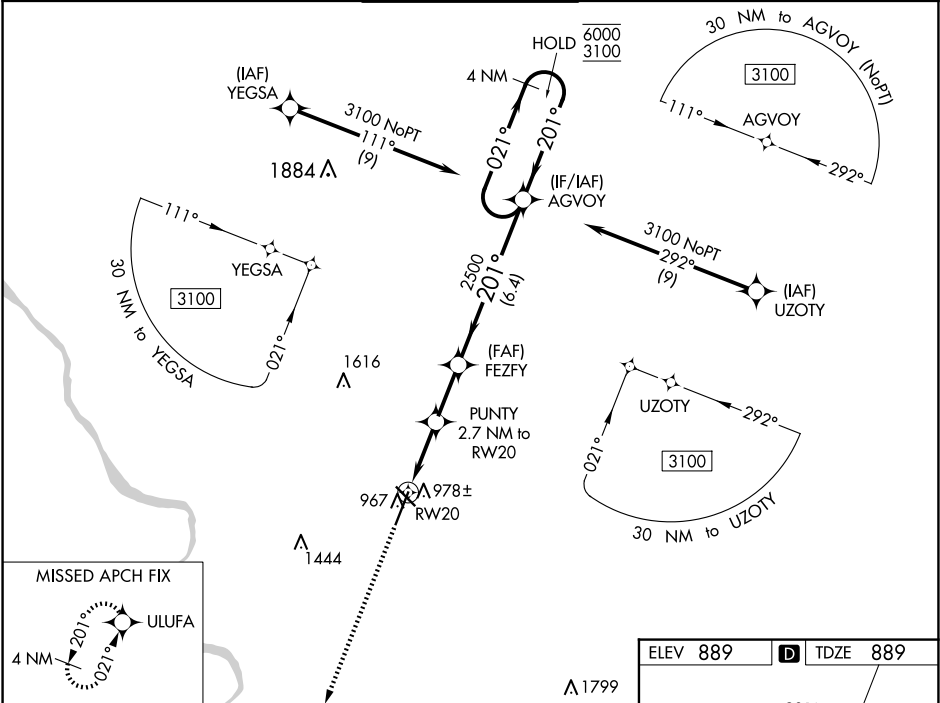 HOLD 6000
3100
4 NM
021°
201°
(IAF)
YEGSA
3100 NoPT
111°
(9)
1884
30 NM to AGVOY (NoPT)
3100
111°
AGVOY
292°
(IF/IAF)
AGVOY
3100 NoPT
292°
(9)
(IAF)
UZOTY
111°
YEGSA
3100
021°
30 NM to YEGSA
2500
201°
(6.4)
(FAF)
FEZFY
1616
PUNTY
2.7 NM to
RW20
UZOTY
292°
021°
3100
30 NM to UZOTY
967
978±
RW20
1444
MISSED APCH FIX
ULUFA
201°
021°
4 NM
1799
ELEV 889 D TDZE 889